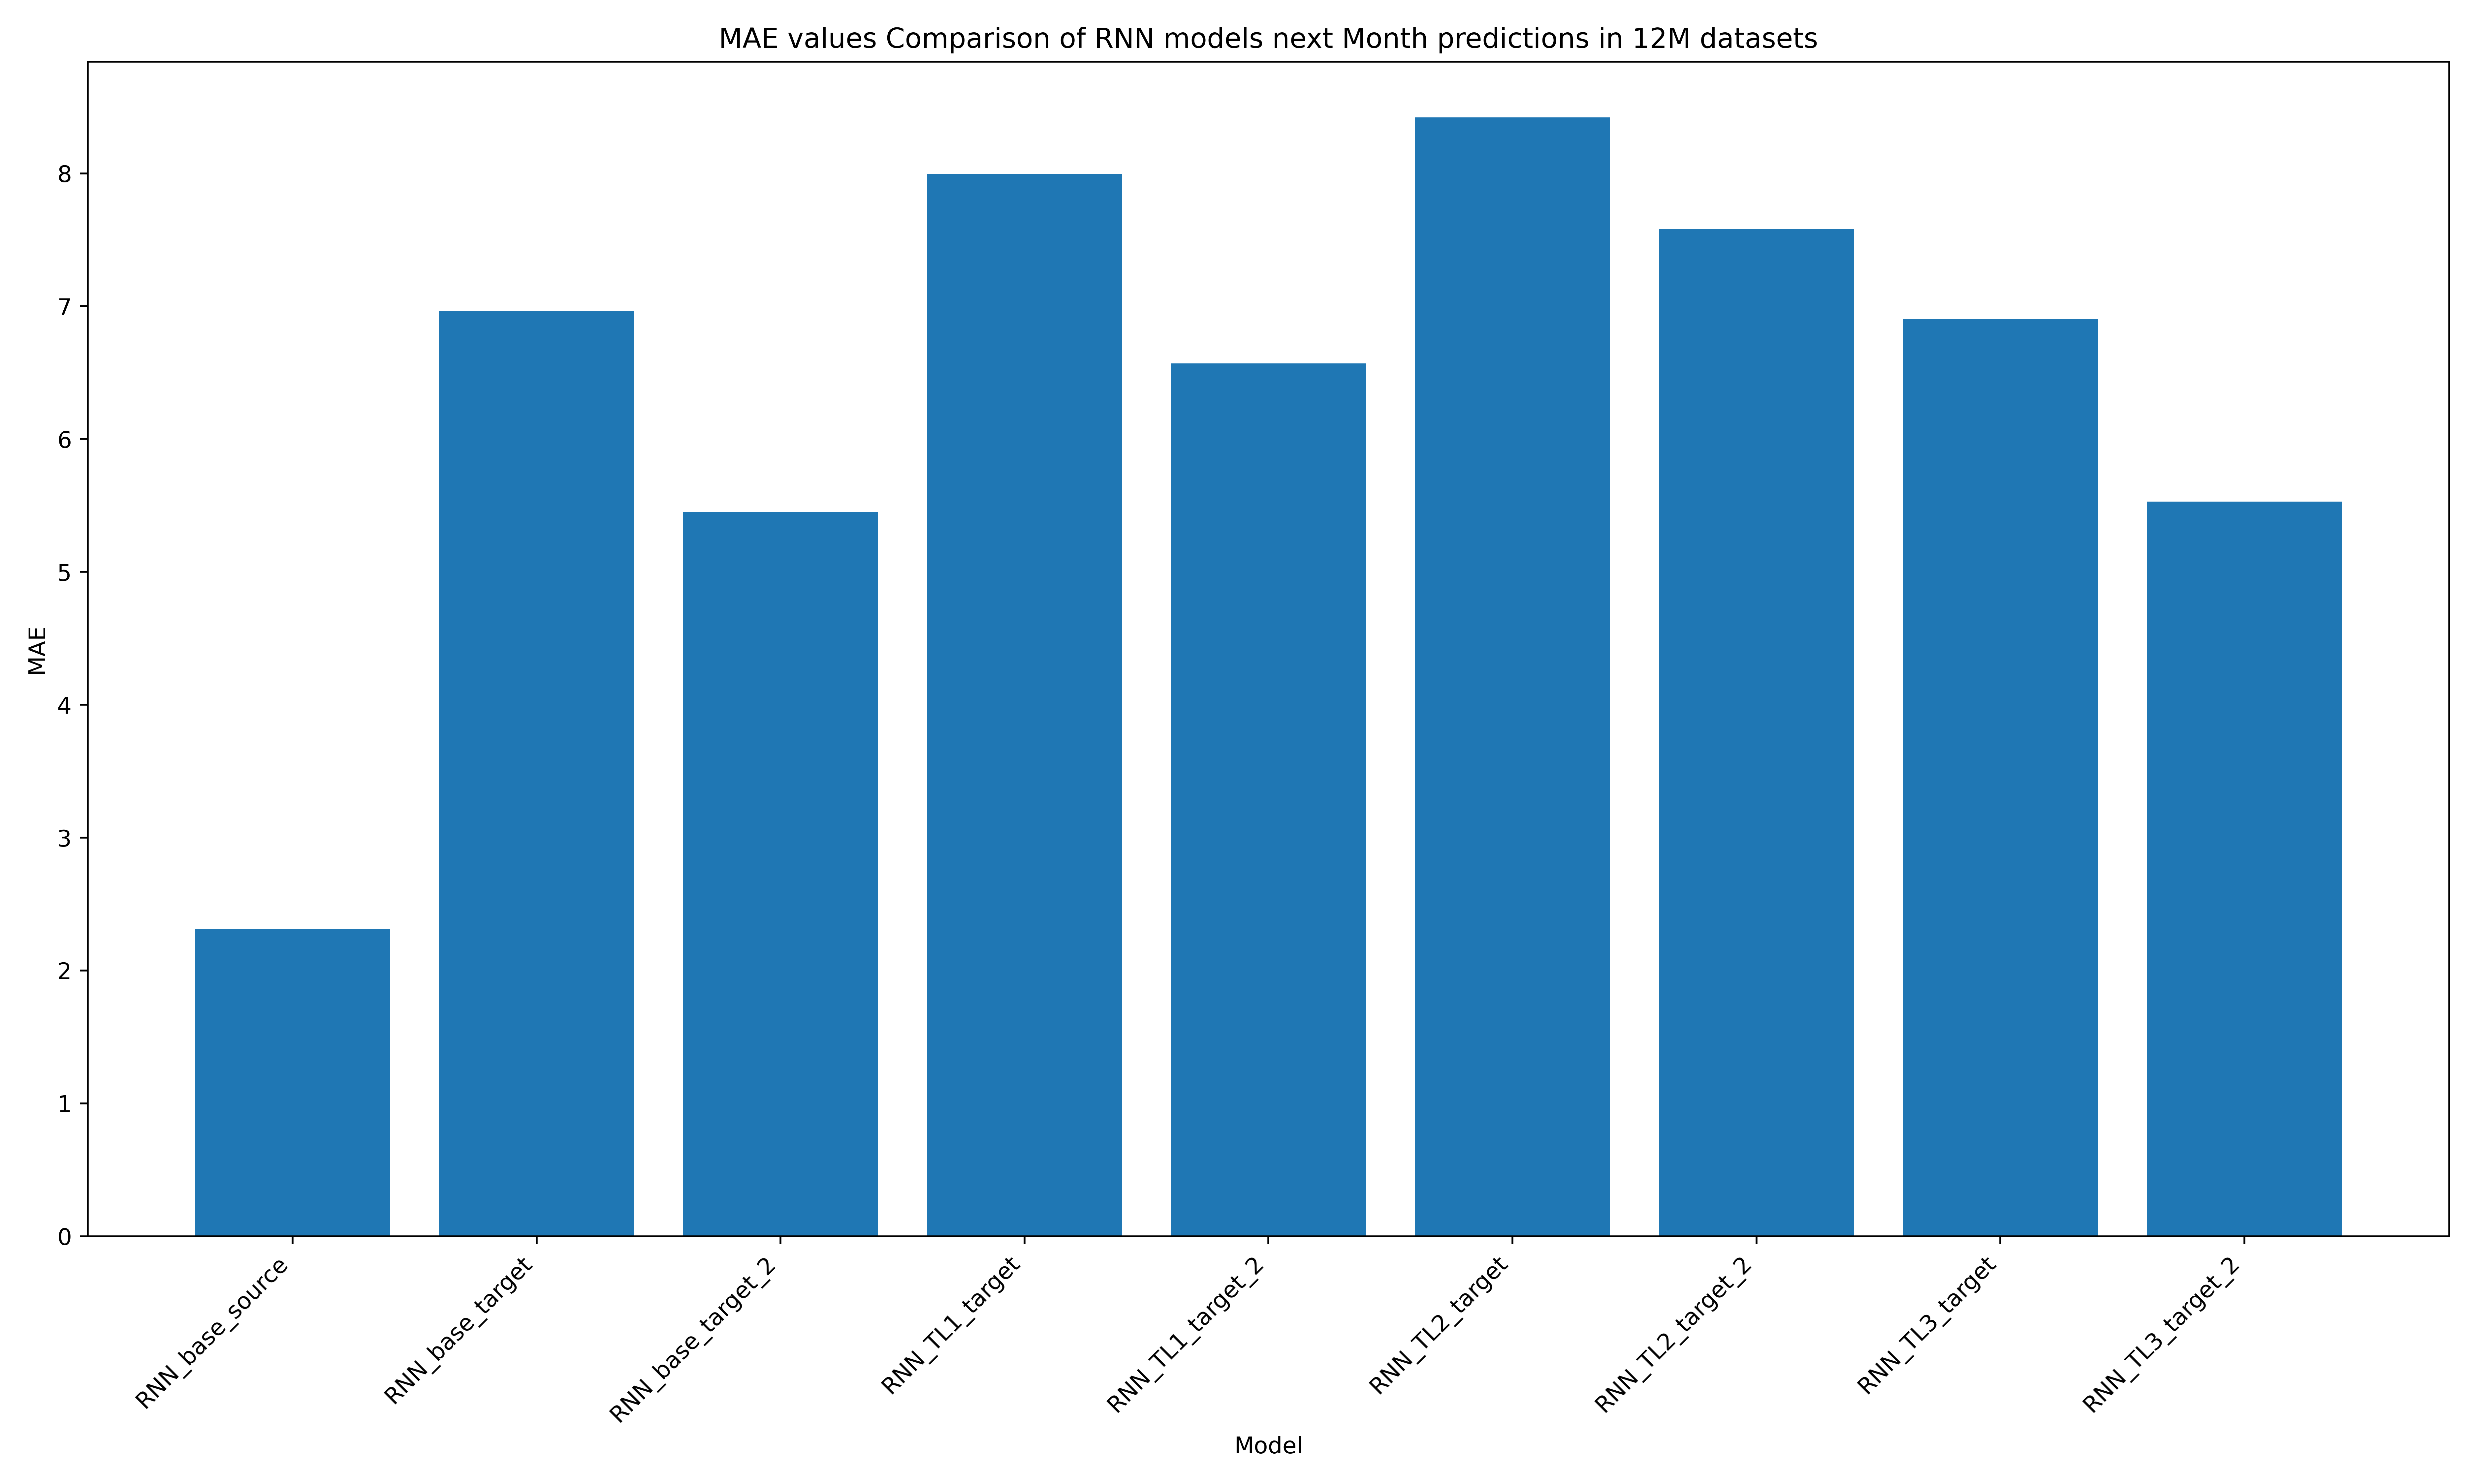 MAE values Comparison of RNN models next Month predictions in 12M datasets
8
7
6
5
4
3
2
1
0
MAE
RNN_base_source
RNN_base_target
RNN_base_target_2
RNN_TL1_target
RNN_TL1_target_2
RNN_TL2_target
RNN_TL2_target_2
RNN_TL3_target
RNN_TL3_target_2
Model